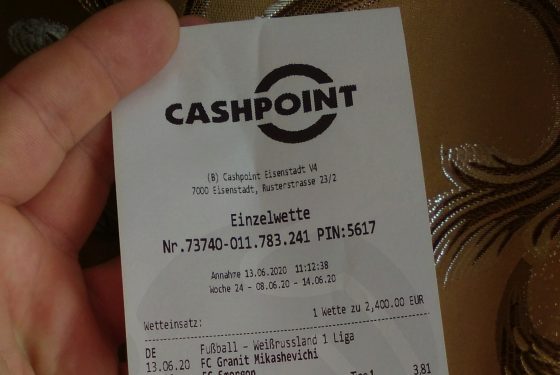 CASHPOINT
(B) Cashpoint Eisenstadt V4
7000 Eisenstadt, Rusterstrasse 23/2
Einzelwette
Nr.73740-011.783.241 PIN:5617
Annahme 13.06.2020 11:12:38
Woche 24 - 08.06.20 - 14.06.20
Wetteinsatz: 1 Wette zu 2,400.00 EUR
DE Fußball - Weißrussland 1 Liga
13.06.20 FC Granit Mikashevichi
FC Smorgon
3.81